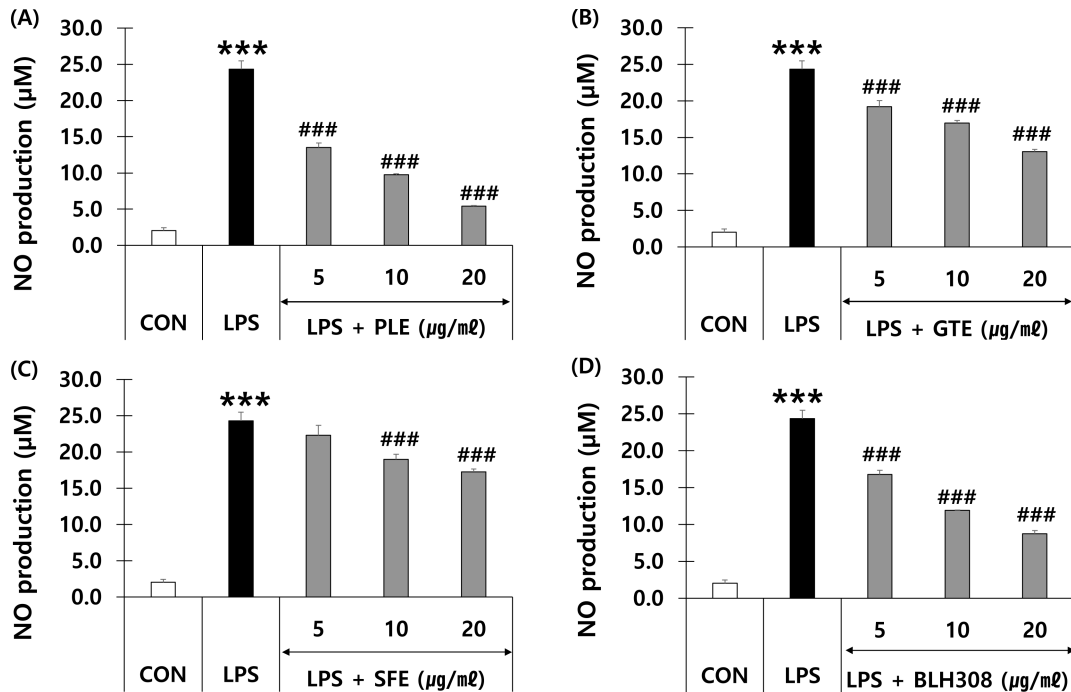 (A)
NO production (μM)
30.0
25.0
20.0
15.0
10.0
5.0
0.0
***
###
###
###
5 10 20
CON LPS LPS + PLE (μg/mℓ)
(B)
NO production (μM)
30.0
25.0
20.0
15.0
10.0
5.0
0.0
***
###
###
###
5 10 20
CON LPS LPS + GTE (μg/mℓ)
(C)
NO production (μM)
30.0
25.0
20.0
15.0
10.0
5.0
0.0
***
###
###
5 10 20
CON LPS LPS + SFE (μg/mℓ)
(D)
NO production (μM)
30.0
25.0
20.0
15.0
10.0
5.0
0.0
***
###
###
###
5 10 20
CON LPS LPS + BLH308 (μg/mℓ)